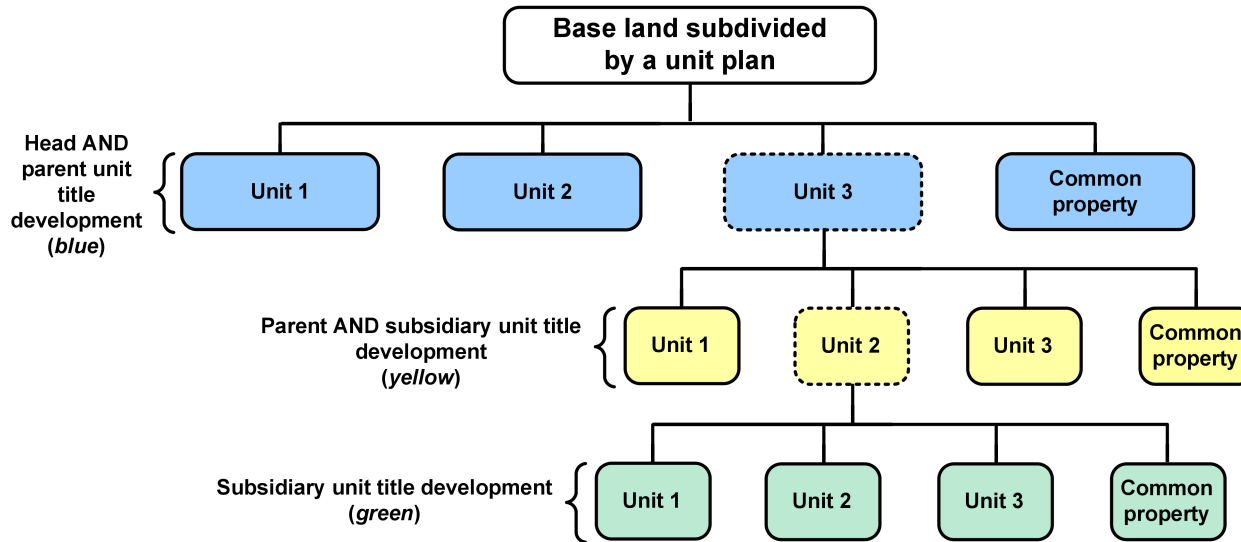 Base land subdivided
by a unit plan
Head AND
parent unit
title
development
(blue)
Unit 1
Unit 2
Unit 3
Common
property
Parent AND subsidiary unit title
development
(yellow)
Unit 1
Unit 2
Unit 3
Common
property
Subsidiary unit title development
(green)
Unit 1
Unit 2
Unit 3
Common
property